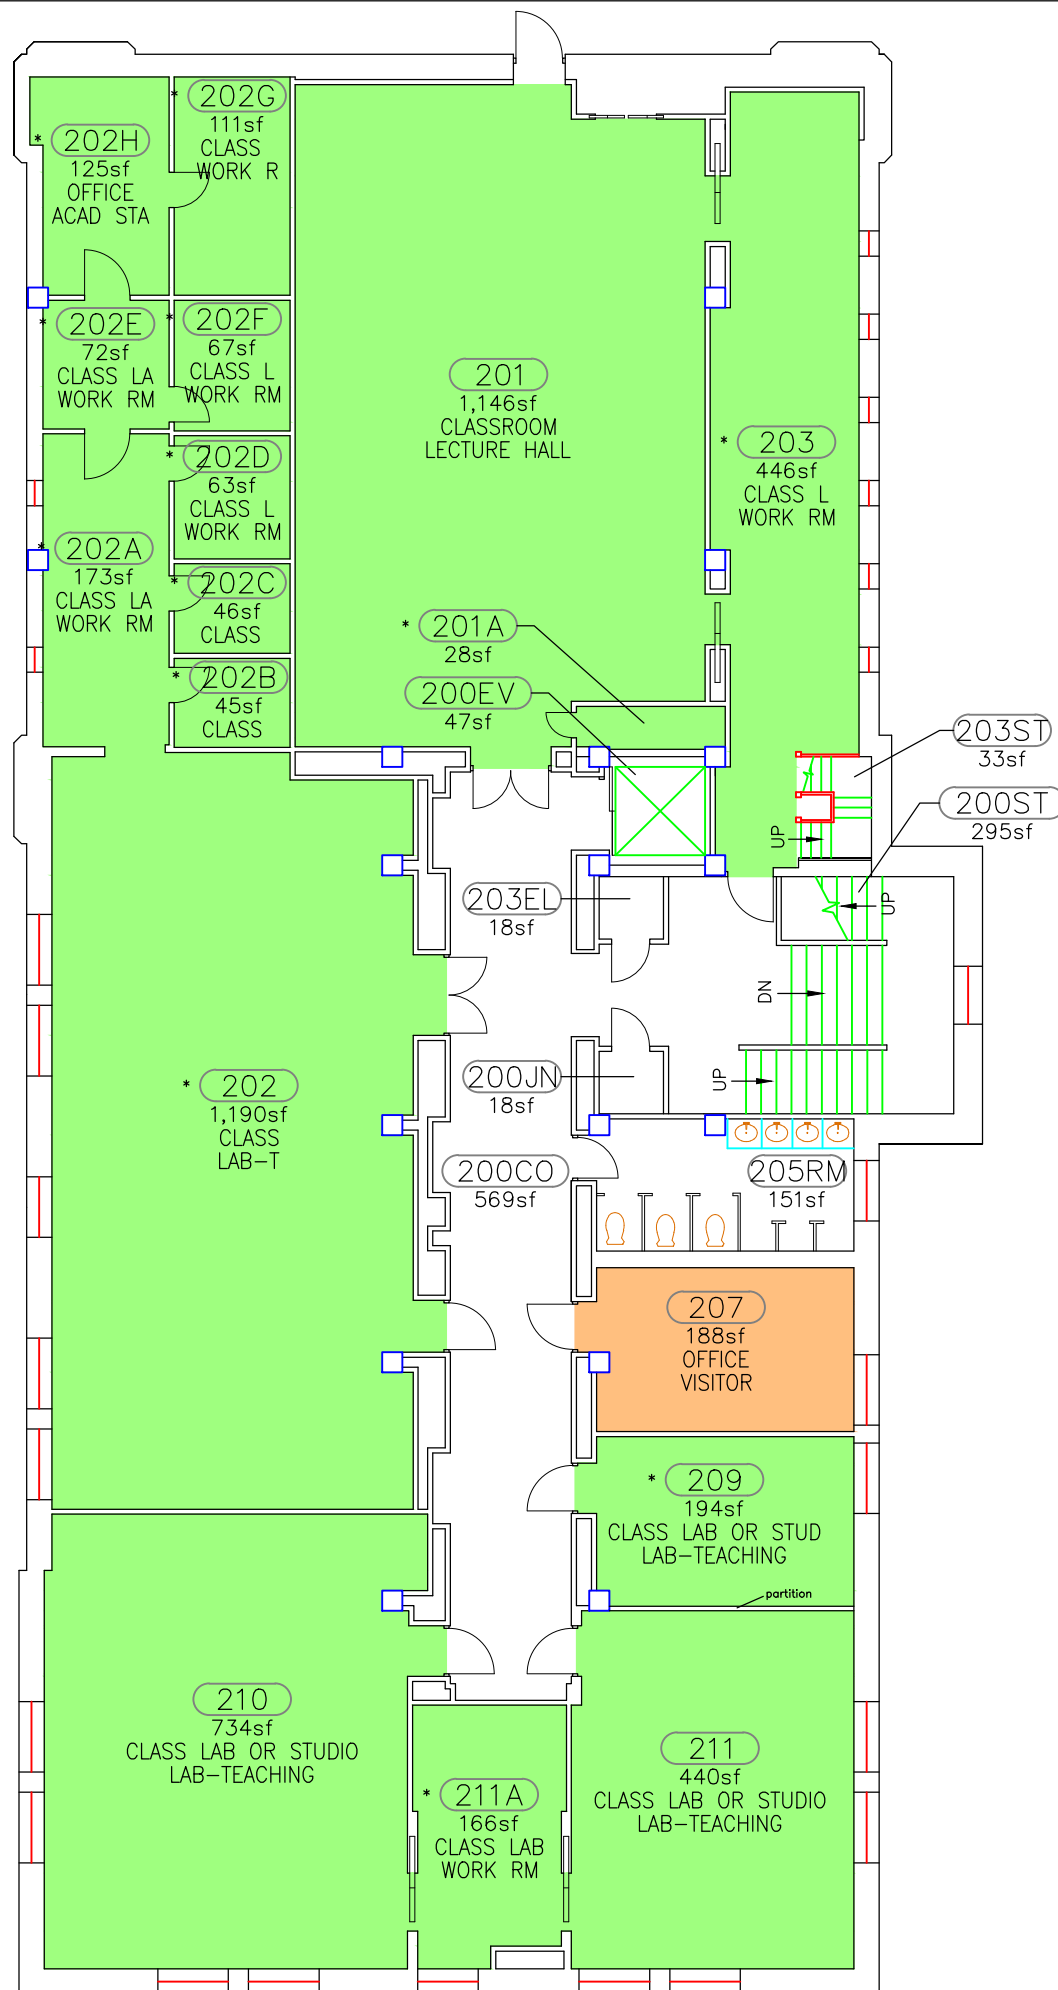 * 202G
111sf
CLASS
WORK R
* 202H
125sf
OFFICE
ACAD STA
* 202E
72sf
CLASS LA
WORK RM
* 202F
67sf
CLASS L
WORK RM
201
1,146sf
CLASSROOM
LECTURE HALL
* 203
446sf
CLASS L
WORK RM
* 202D
63sf
CLASS L
WORK RM
* 202A
173sf
CLASS LA
WORK RM
* 202C
46sf
CLASS
* 202B
45sf
CLASS
* 201A
28sf
200EV
47sf
203ST
33sf
200ST
295sf
UP
UP
203EL
18sf
DN
UP
200JN
18sf
* 202
1,190sf
CLASS
LAB-T
200CO
569sf
205RM
151sf
207
188sf
OFFICE
VISITOR
* 209
194sf
CLASS LAB OR STUD
LAB-TEACHING
partition
210
734sf
CLASS LAB OR STUDIO
LAB-TEACHING
211
440sf
CLASS LAB OR STUDIO
LAB-TEACHING
* 211A
166sf
CLASS LAB
WORK RM